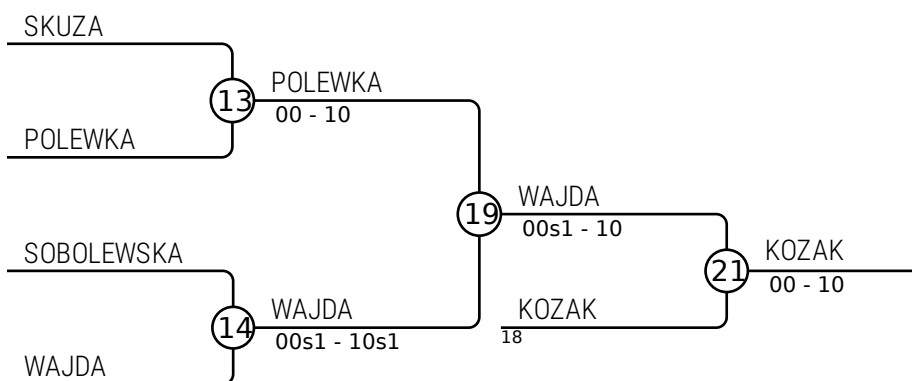 SKUZA
13
POLEWKA
00 - 10
POLEWKA
19
WAJDA
00s1 - 10
SOBOLEWSKA
21
KOZAK
00 - 10
14
WAJDA
00s1 - 10s1
KOZAK
18
WAJDA